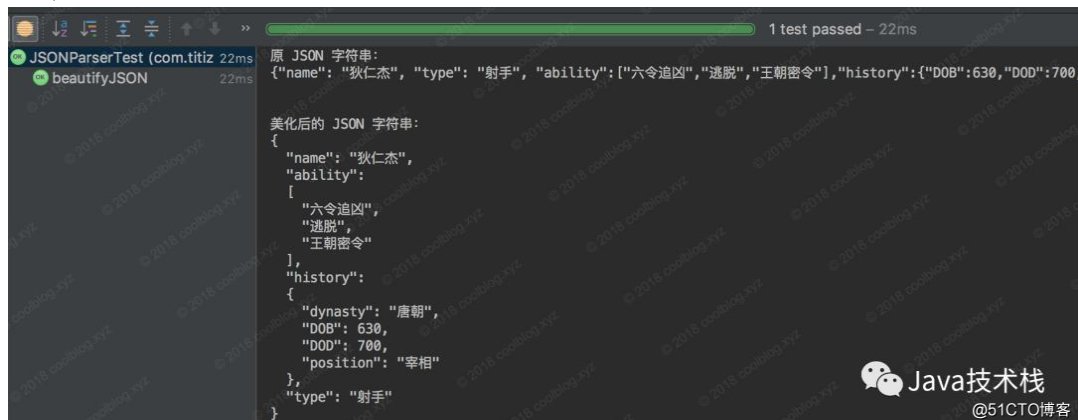 1 test passed – 22ms
JSONParserTest (com.titiz 22ms
beautifyJSON 22ms
原 JSON 字符串:
{"name": "狄仁杰", "type": "射手", "ability":["六令追凶","逃脱","王朝密令"],"history":{"DOB":630,"DOD":700,
美化后的 JSON 字符串:
{
"name": "狄仁杰",
"ability":
[
"六令追凶",
"逃脱",
"王朝密令"
],
"history":
{
"dynasty": "唐朝",
"DOB": 630,
"DOD": 700,
"position": "宰相"
},
"type": "射手"
}
Java技术栈
@51CTO博客
© 2018 coolblog.xyz